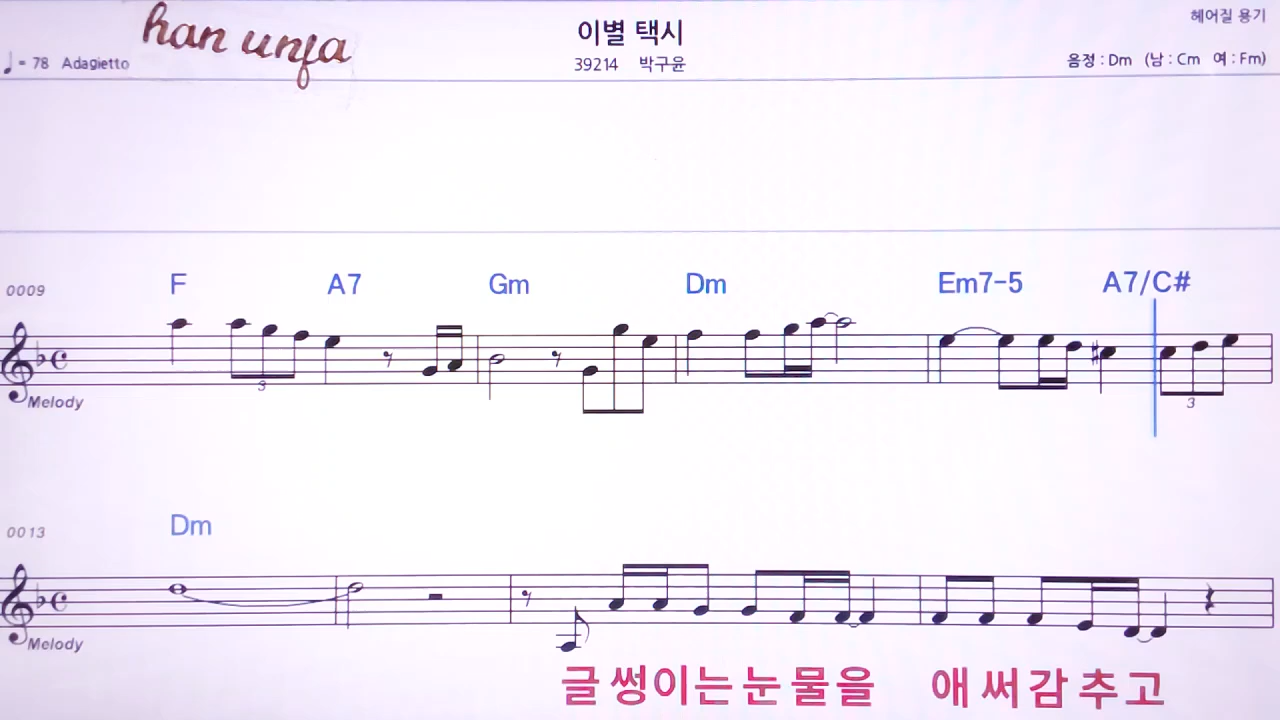 han unja
이별 택시
헤어질 용기
♩= 78 Adagietto
39214 박구윤
음정 : Dm (남 : Cm 여 : Fm)
0009
F A7 Gm Dm Em7-5 A7/C#
3 3
Melody
0013
Dm
Melody
글썽이는눈물을 애써감추고